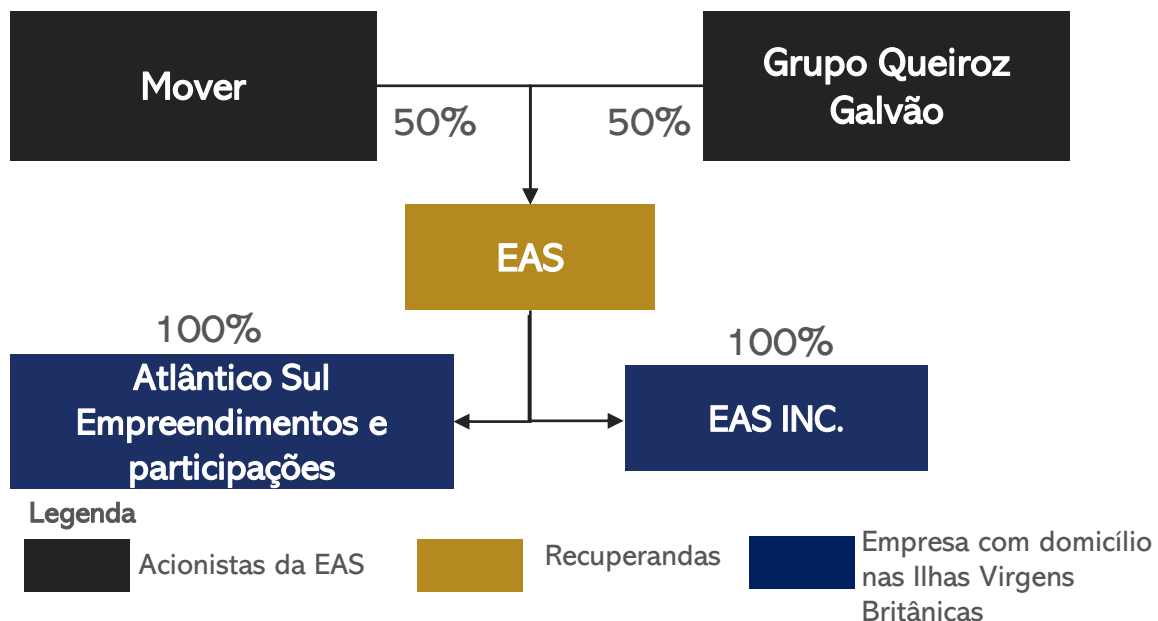 Mover
Grupo Queiroz
Galvão
50%
50%
EAS
100%
100%
Atlântico Sul
Empreendimentos e
participações
EAS INC.
Legenda
Acionistas da EAS
Recuperandas
Empresa com domicílio
nas Ilhas Virgens
Britânicas